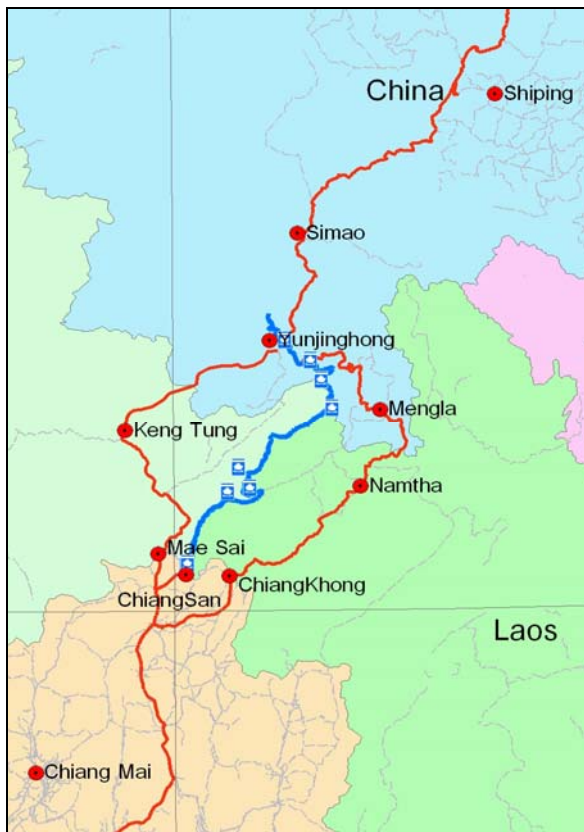 China
Shiping
Simao
Yunjinghong
Mengla
Keng Tung
Namtha
Mae Sai
ChiangKhong
ChiangSan
Laos
Chiang Mai